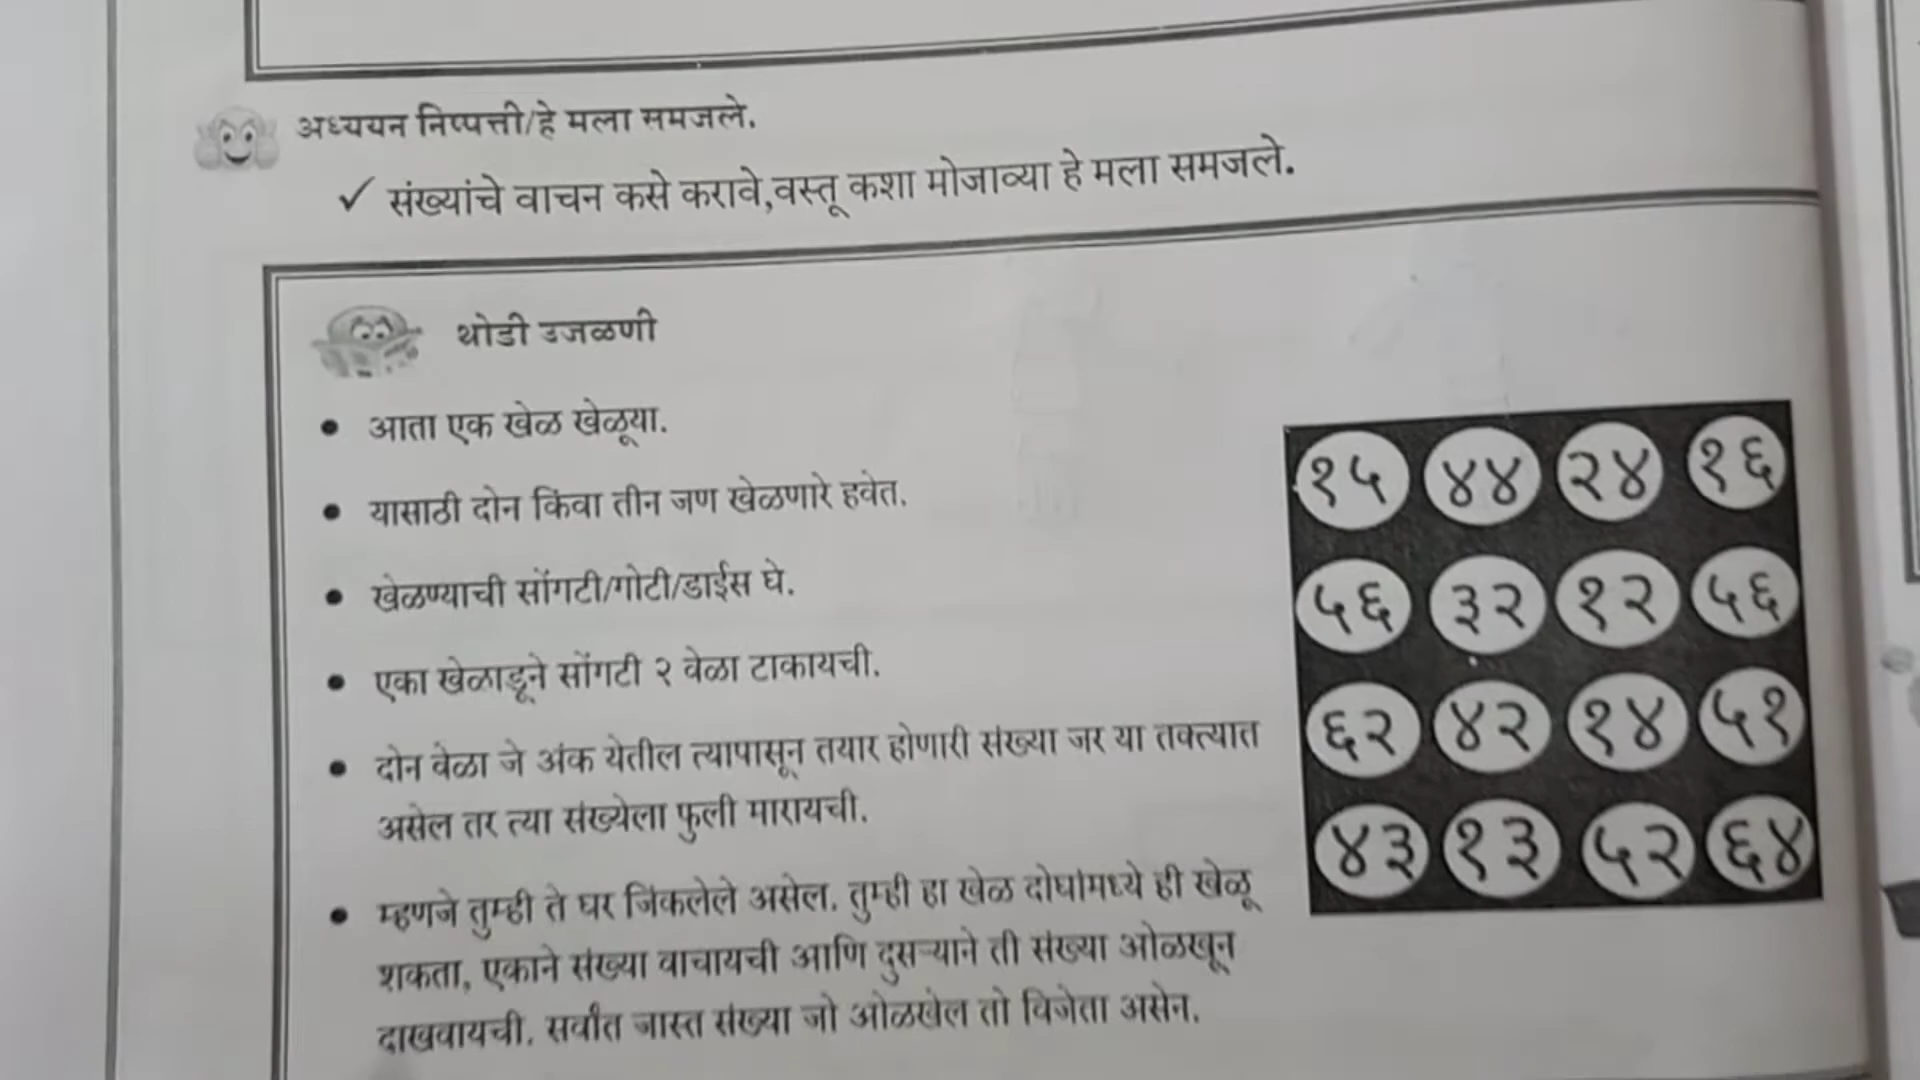 अध्ययन निष्पत्ती/हे मला समजले.
✓ संख्यांचे वाचन कसे करावे,वस्तू कशा मोजाव्या हे मला समजले.
थोडी उजळणी
• आता एक खेळ खेळूया.
• यासाठी दोन किंवा तीन जण खेळणारे हवेत.
• खेळण्याची सोंगटी/गोटी/डाईस घे.
• एका खेळाडूने सोंगटी २ वेळा टाकायची.
• दोन वेळा जे अंक येतील त्यापासून तयार होणारी संख्या जर या तक्त्यात
असेल तर त्या संख्येला फुली मारायची.
• म्हणजे तुम्ही ते घर जिंकलेले असेल. तुम्ही हा खेळ दोघांमध्ये ही खेळू
शकता, एकाने संख्या वाचायची आणि दुसऱ्याने ती संख्या ओळखून
दाखवायची. सर्वांत जास्त संख्या जो ओळखेल तो विजेता असेन.
१५ ४४ २४ १६
५६ ३२ १२ ५६
६२ ४२ १४ ५१
४३ १३ ५२ ६४